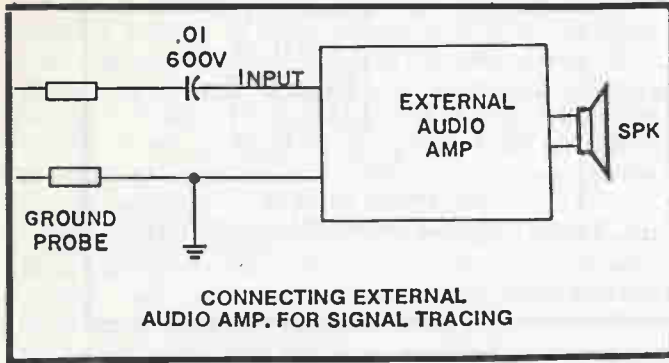 .01
600V
INPUT
EXTERNAL
AUDIO
AMP
SPK
GROUND
PROBE
CONNECTING EXTERNAL
AUDIO AMP. FOR SIGNAL TRACING